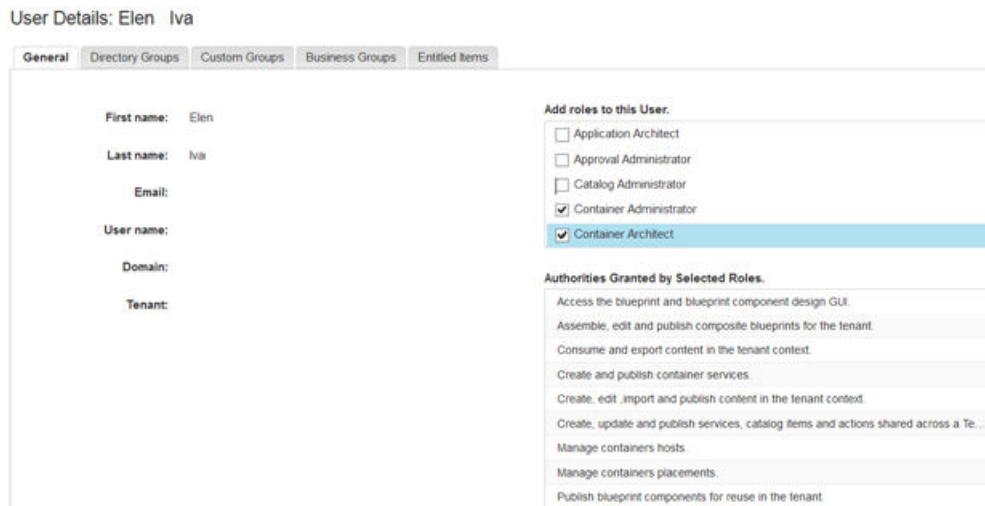 User Details: Elen Iva
General Directory Groups Custom Groups Business Groups Entitled Items
First name: Elen
Last name: Iva
Email:
User name:
Domain:
Tenant:
Add roles to this User.
Application Architect
Approval Administrator
Catalog Administrator
Container Administrator
Container Architect
Authorities Granted by Selected Roles.
Access the blueprint and blueprint component design GUI.
Assemble, edit and publish composite blueprints for the tenant.
Consume and export content in the tenant context.
Create and publish container services.
Create, edit ,import and publish content in the tenant context.
Create, update and publish services, catalog items and actions shared across a Te...
Manage containers hosts.
Manage containers placements.
Publish blueprint components for reuse in the tenant